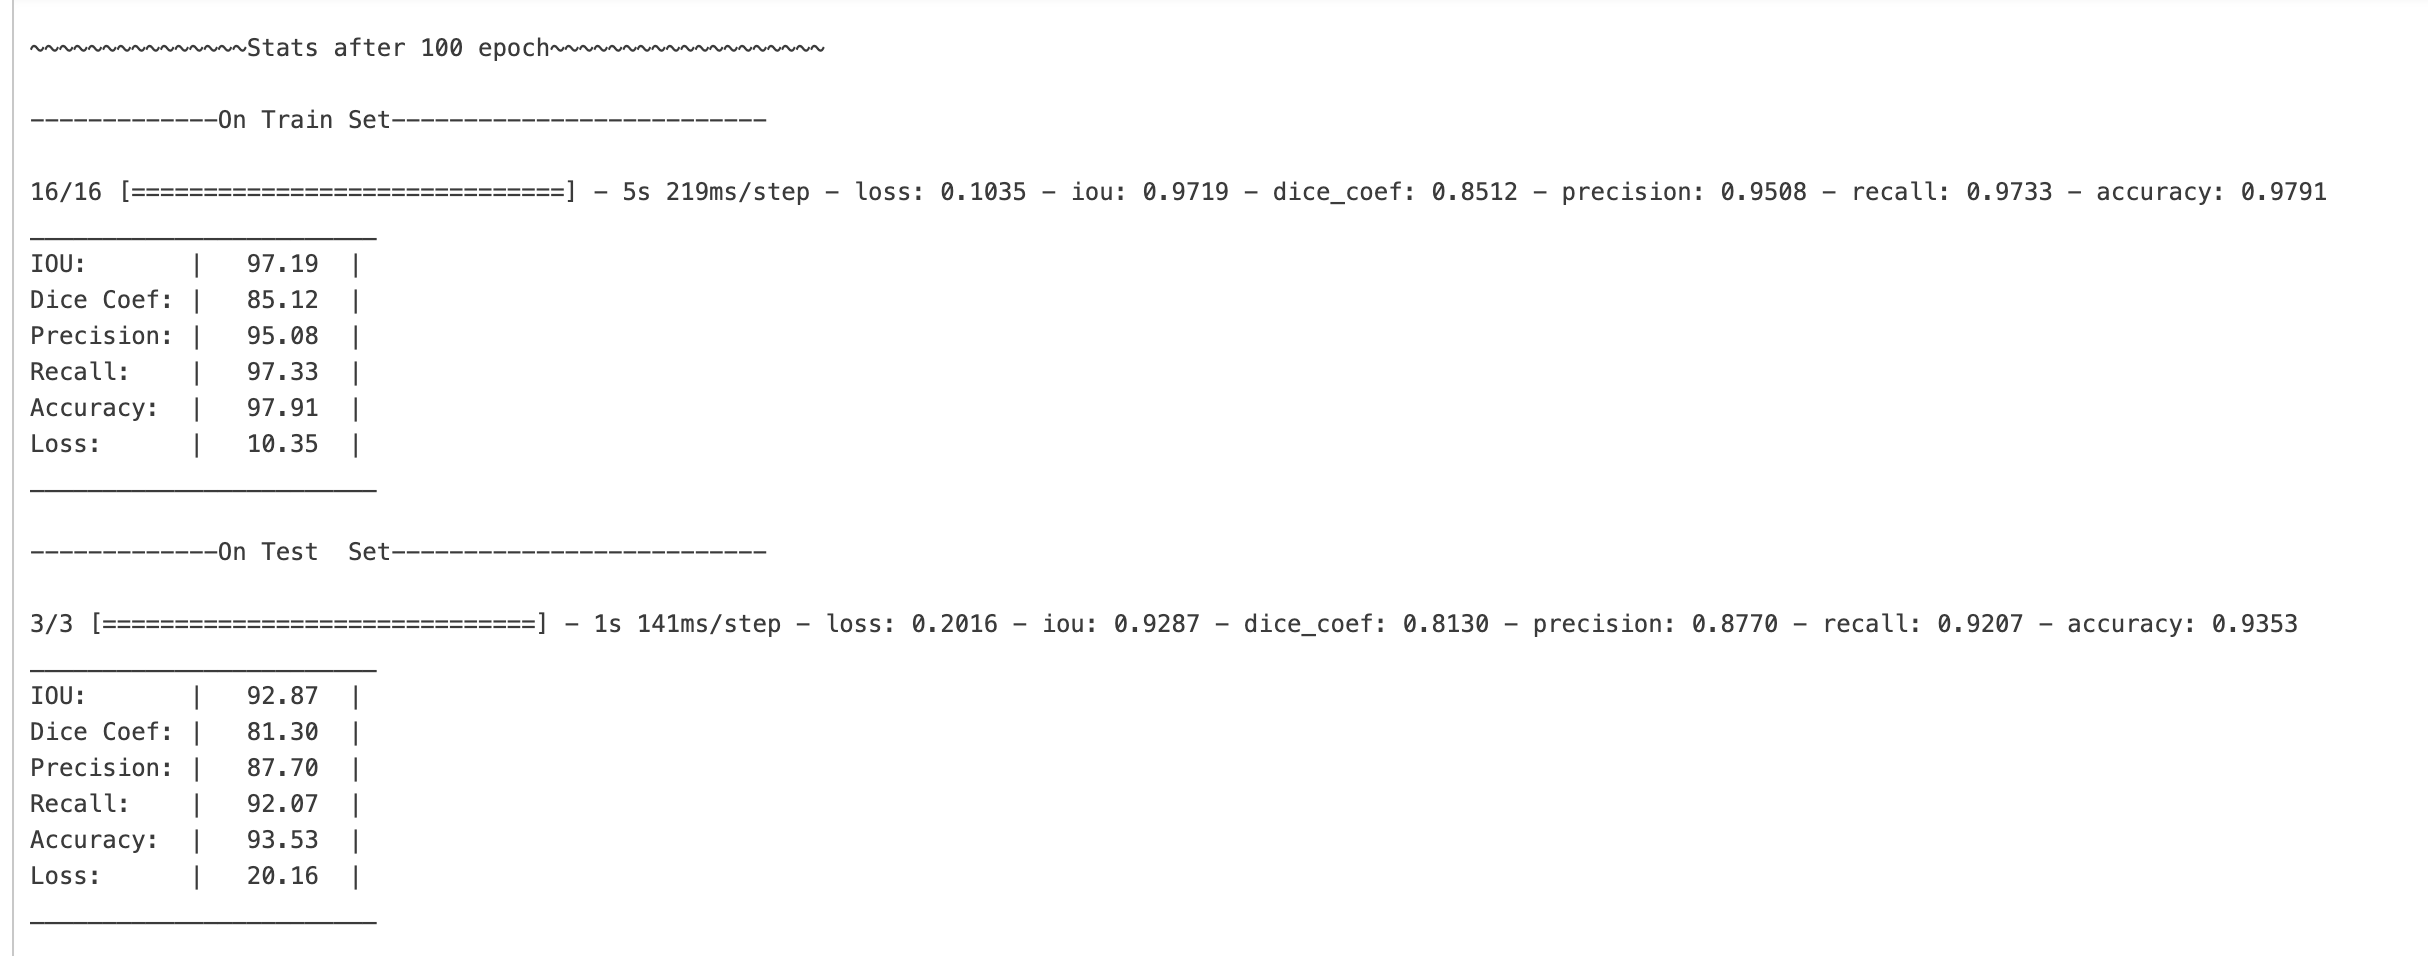 ~~~~~~~~~~~~~~~Stats after 100 epoch~~~~~~~~~~~~~~~~~~~
-------------On Train Set--------------------------
16/16 [==============================] - 5s 219ms/step - loss: 0.1035 - iou: 0.9719 - dice_coef: 0.8512 - precision: 0.9508 - recall: 0.9733 - accuracy: 0.9791
________________________
IOU:       |   97.19  |
Dice Coef: |   85.12  |
Precision: |   95.08  |
Recall:    |   97.33  |
Accuracy:  |   97.91  |
Loss:      |   10.35  |
________________________
-------------On Test  Set--------------------------
3/3 [==============================] - 1s 141ms/step - loss: 0.2016 - iou: 0.9287 - dice_coef: 0.8130 - precision: 0.8770 - recall: 0.9207 - accuracy: 0.9353
________________________
IOU:       |   92.87  |
Dice Coef: |   81.30  |
Precision: |   87.70  |
Recall:    |   92.07  |
Accuracy:  |   93.53  |
Loss:      |   20.16  |
________________________